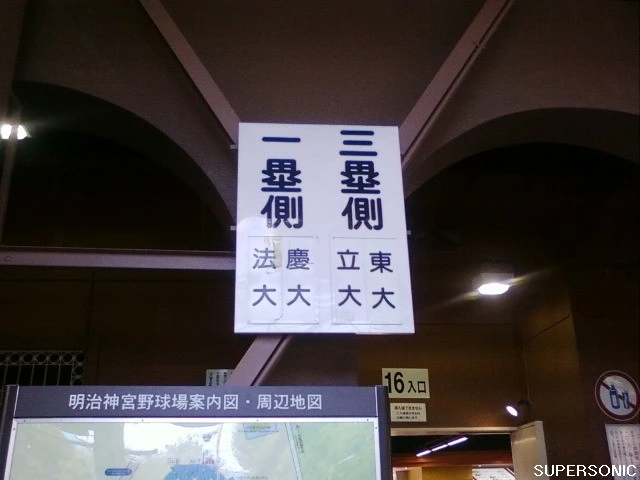 三塁側
東大
立大
一塁側
慶大
法大
16入口
明治神宮野球場案内図・周辺地図
SUPERSONIC